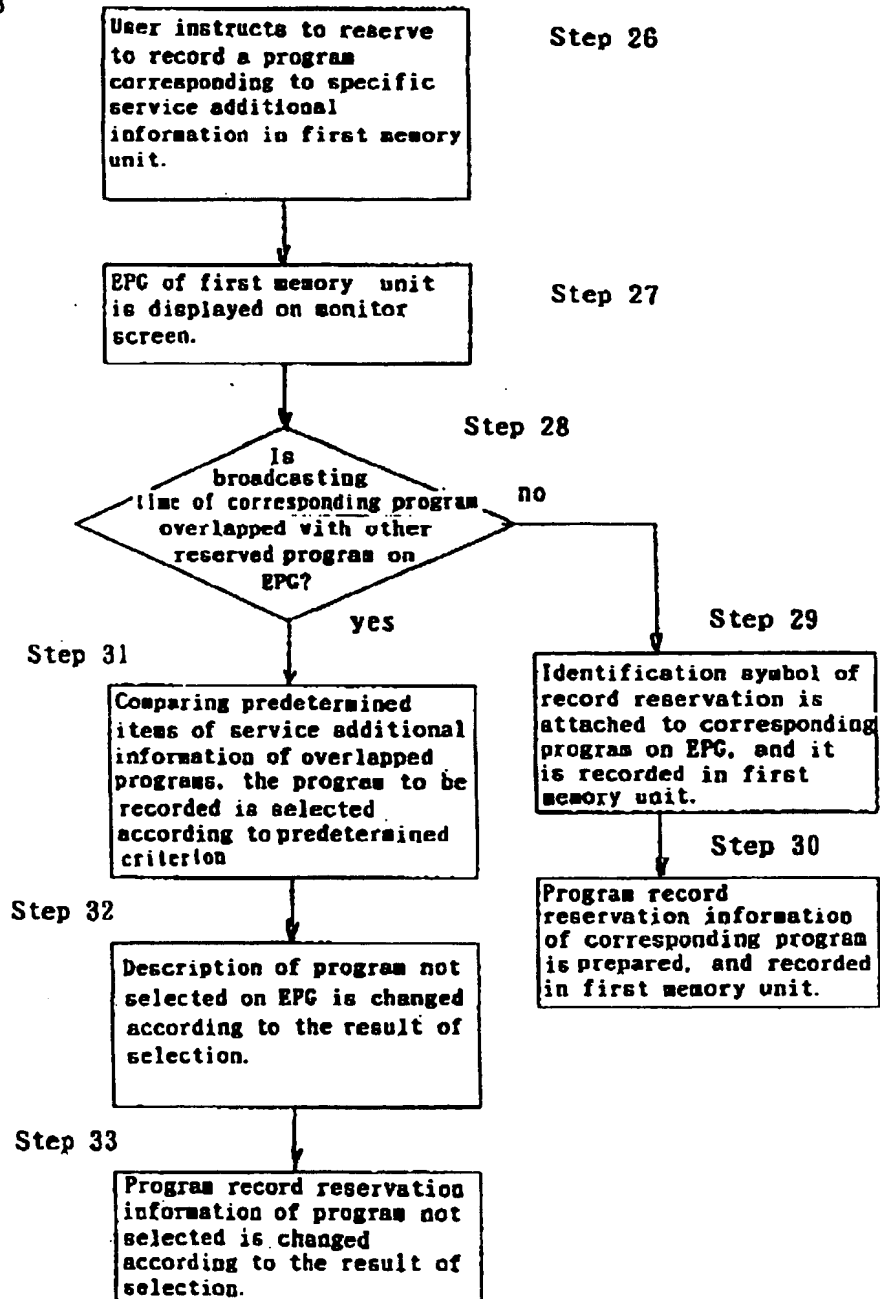 User instructs to reserve
to record a program
corresponding to specific
service additional
information in first memory
unit.
Step 26
EPG of first memory unit
is displayed on monitor
screen.
Step 27
Step 28
Is
broadcasting
time of corresponding program
overlapped with other
reserved program on
EPG?
no
yes
Step 29
Identification symbol of
record reservation is
attached to corresponding
program on EPG, and it
is recorded in first
memory unit.
Step 30
Program record
reservation information
of corresponding program
is prepared, and recorded
in first memory unit.
Step 31
Comparing predetermined
items of service additional
information of overlapped
programs, the program to be
recorded is selected
according to predetermined
criterion
Step 32
Description of program not
selected on EPG is changed
according to the result of
selection.
Step 33
Program record reservation
information of program not
selected is changed
according to the result of
selection.